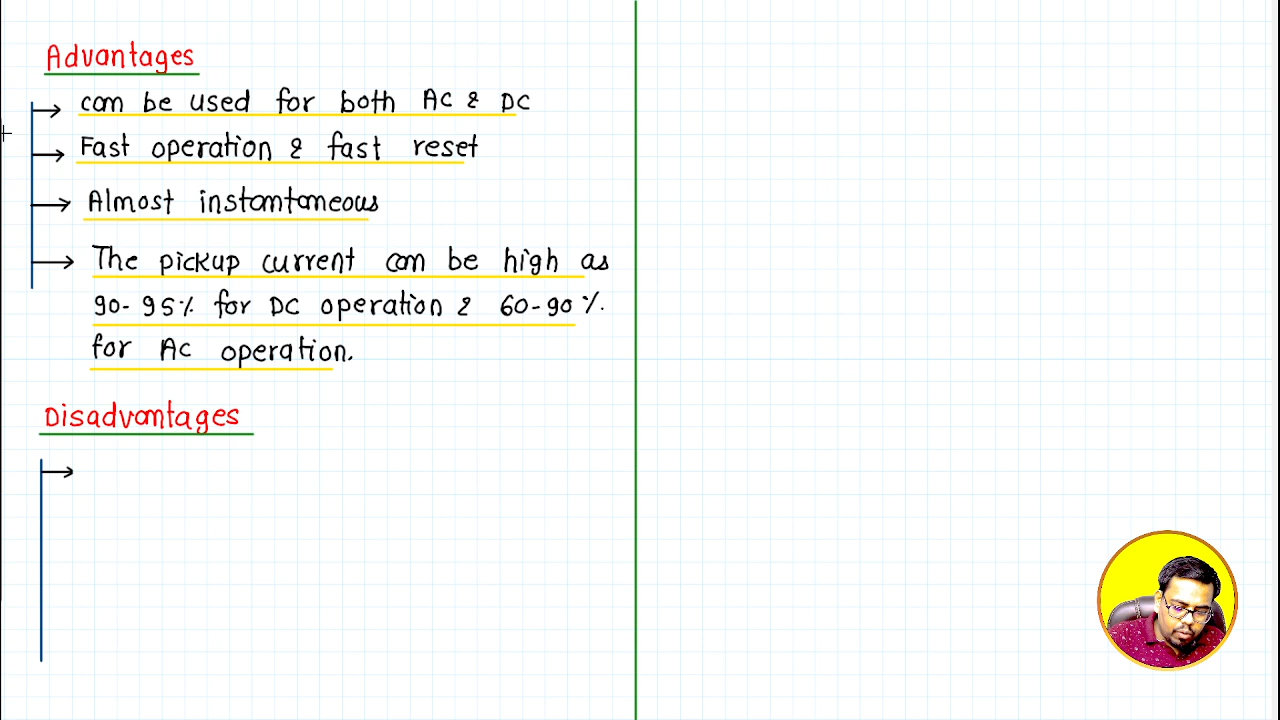 Advantages
can be used for both AC & DC
Fast operation & fast reset
Almost instantaneous
The pickup current can be high as
90-95% for DC operation & 60-90%
for AC operation.
Disadvantages